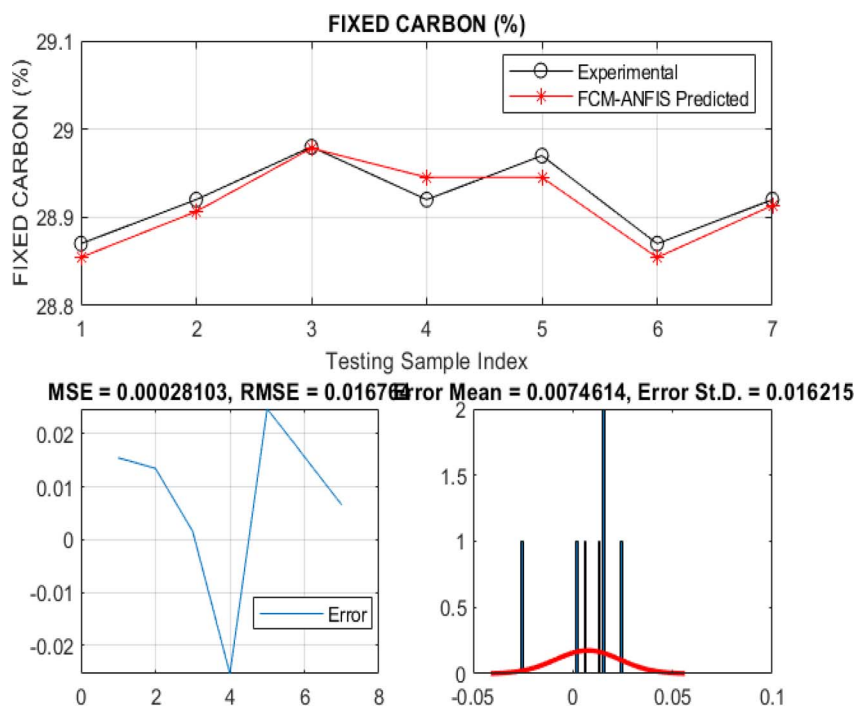 FIXED CARBON (%)
29.1
29
28.9
28.8
FIXED CARBON (%)
Experimental
FCM-ANFIS Predicted
1 2 3 4 5 6 7
Testing Sample Index
MSE = 0.00028103, RMSE = 0.016764
Error Mean = 0.0074614, Error St.D. = 0.016215
0.02
0.01
0
-0.01
-0.02
Error
0 2 4 6 8
2
1.5
1
0.5
0
-0.05 0 0.05 0.1